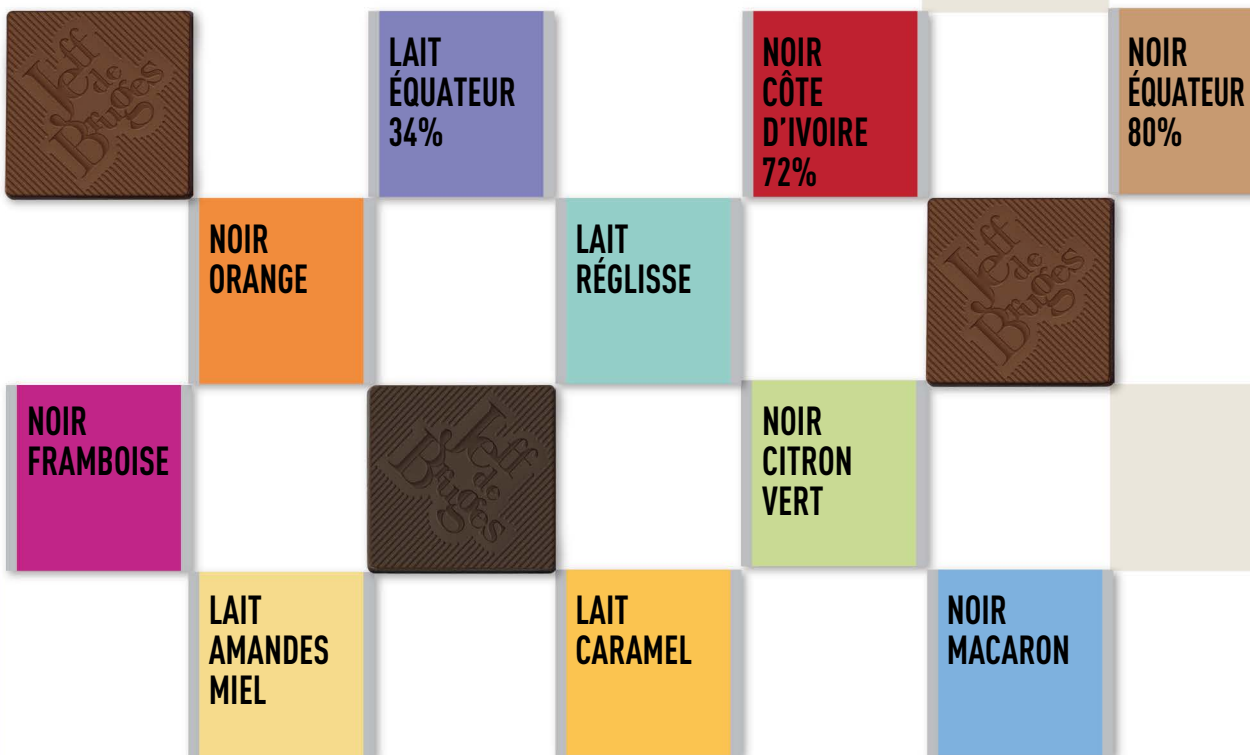 Jeff
de
Bruges
LAIT
ÉQUATEUR
34%
NOIR
CÔTE
D'IVOIRE
72%
NOIR
ÉQUATEUR
80%
NOIR
ORANGE
LAIT
RÉGLISSE
Jeff
de
Bruges
NOIR
FRAMBOISE
Jeff
de
Bruges
NOIR
CITRON
VERT
LAIT
AMANDES
MIEL
LAIT
CARAMEL
NOIR
MACARON